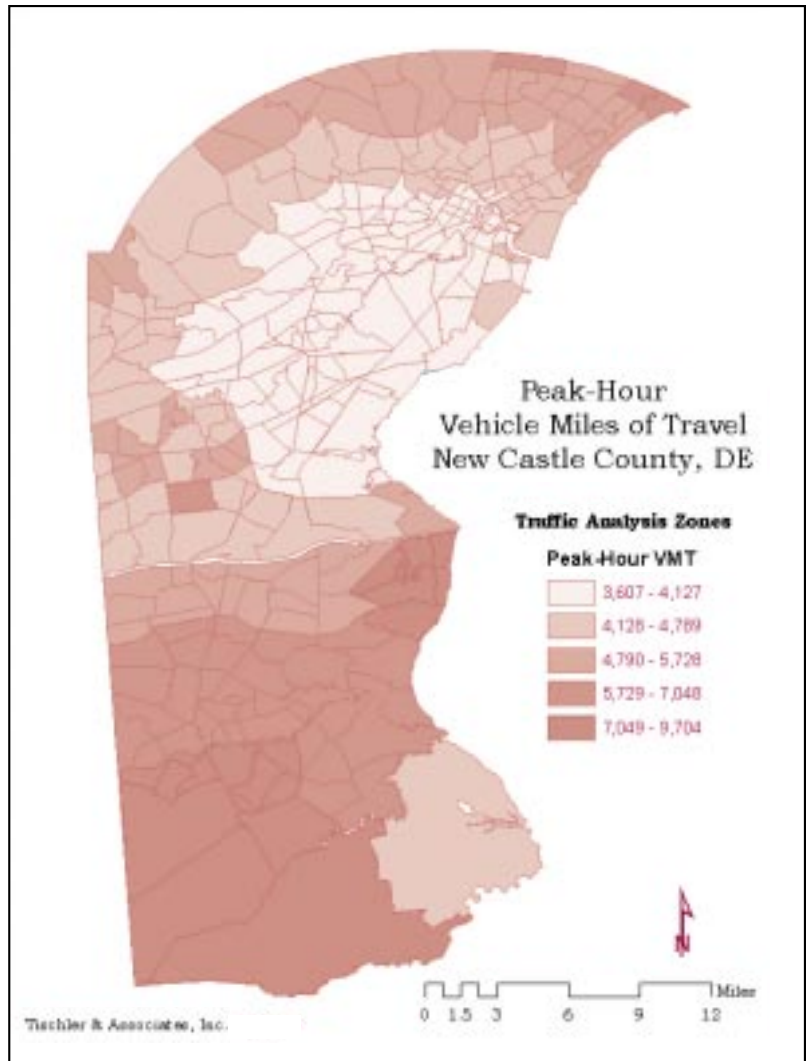 Peak-Hour
Vehicle Miles of Travel
New Castle County, DE
Traffic Analysis Zones
Peak-Hour VMT
3,607 - 4,127
4,128 - 4,789
4,790 - 5,728
5,729 - 7,048
7,049 - 9,704
N
Miles
0 1.5 3 6 9 12
Tischler & Associates, Inc.